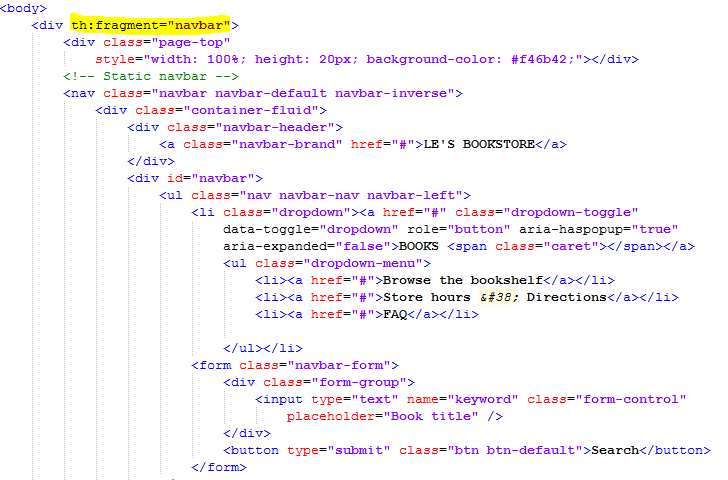 <body>
<div th:fragment="navbar">
<div class="page-top"
style="width: 100%; height: 20px; background-color: #f46b42;"></div>
<!-- Static navbar -->
<nav class="navbar navbar-default navbar-inverse">
<div class="container-fluid">
<div class="navbar-header">
<a class="navbar-brand" href="#">LE'S BOOKSTORE</a>
</div>
<div id="navbar">
<ul class="nav navbar-nav navbar-left">
<li class="dropdown"><a href="#" class="dropdown-toggle"
data-toggle="dropdown" role="button" aria-haspopup="true"
aria-expanded="false">BOOKS <span class="caret"></span></a>
<ul class="dropdown-menu">
<li><a href="#">Browse the bookshelf</a></li>
<li><a href="#">Store hours &#38; Directions</a></li>
<li><a href="#">FAQ</a></li>
</ul></li>
<form class="navbar-form">
<div class="form-group">
<input type="text" name="keyword" class="form-control"
placeholder="Book title" />
</div>
<button type="submit" class="btn btn-default">Search</button>
</form>